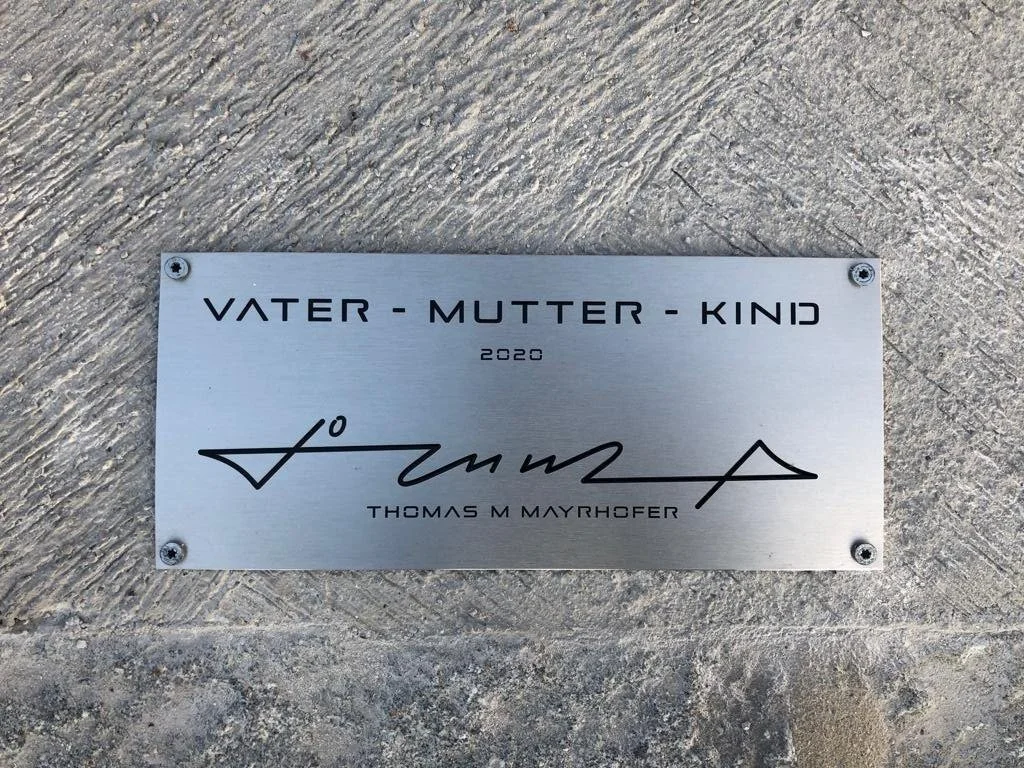 VATER - MUTTER - KIND
2020
THOMAS M MAYRHOFER